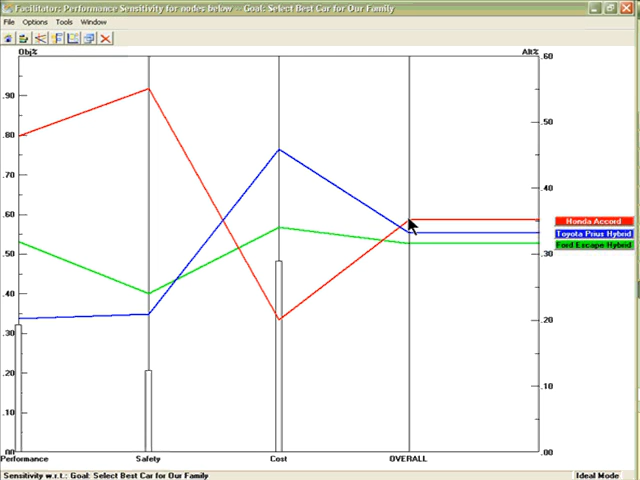 Facilitator: Performance Sensitivity for nodes below -- Goal: Select Best Car for Our Family
File Options Tools Window
Obj% Alt%
.90
.80
.70
.60
.50
.40
.30
.20
.10
.00
.60
.50
.40
.30
.20
.10
.00
Honda Accord
Toyota Prius Hybrid
Ford Escape Hybrid
Performance Safety Cost OVERALL
Sensitivity w.r.t.: Goal: Select Best Car for Our Family Ideal Mode